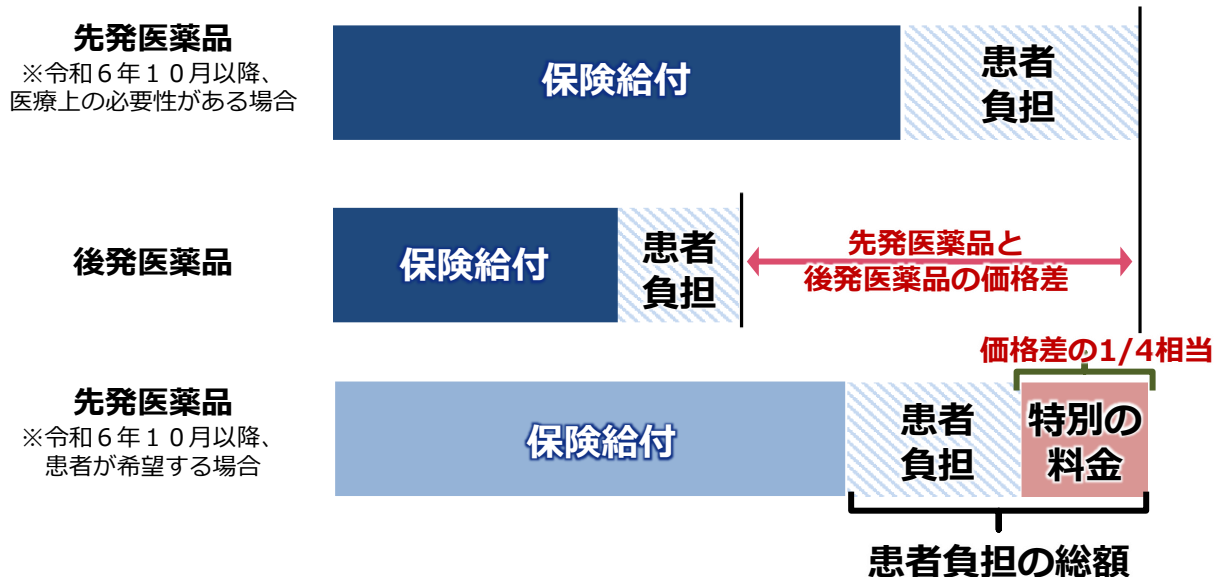 先発医薬品
※令和６年１０月以降、
医療上の必要性がある場合
保険給付
患者
負担
後発医薬品
保険給付
患者
負担
先発医薬品と
後発医薬品の価格差
価格差の1/4相当
先発医薬品
※令和６年１０月以降、
患者が希望する場合
保険給付
患者
負担
特別の
料金
患者負担の総額